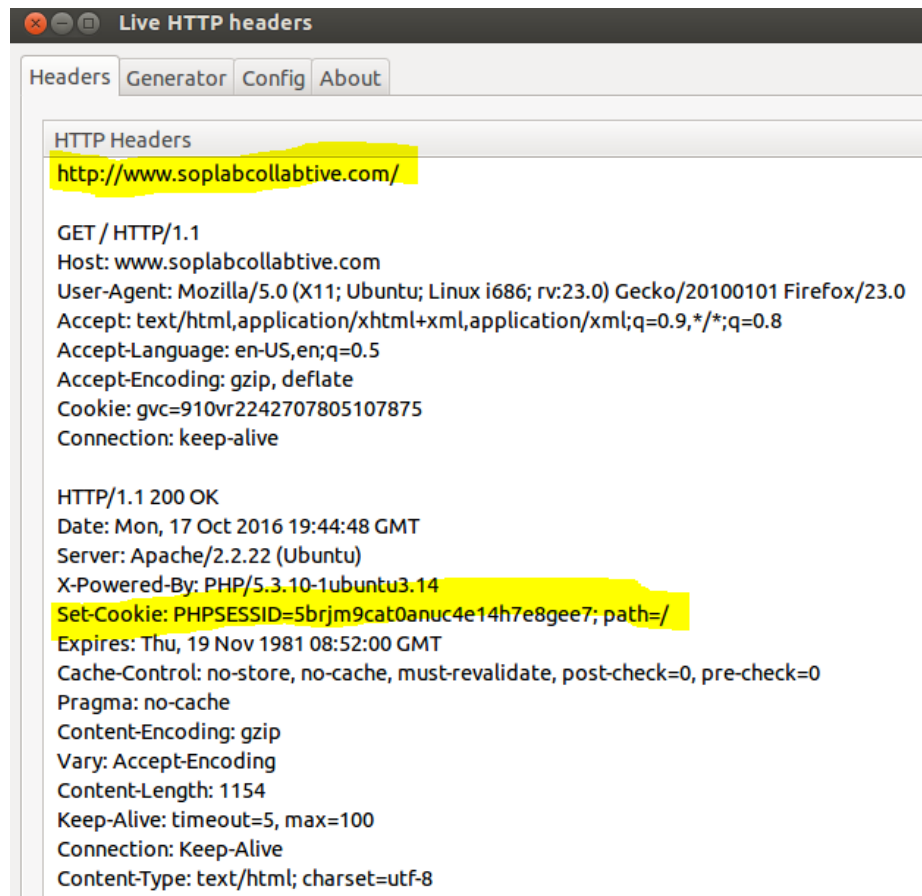 Live HTTP headers
Headers Generator Config About
HTTP Headers
http://www.soplabcollabtive.com/
GET / HTTP/1.1
Host: www.soplabcollabtive.com
User-Agent: Mozilla/5.0 (X11; Ubuntu; Linux i686; rv:23.0) Gecko/20100101 Firefox/23.0
Accept: text/html,application/xhtml+xml,application/xml;q=0.9,*/*;q=0.8
Accept-Language: en-US,en;q=0.5
Accept-Encoding: gzip, deflate
Cookie: gvc=910vr2242707805107875
Connection: keep-alive
HTTP/1.1 200 OK
Date: Mon, 17 Oct 2016 19:44:48 GMT
Server: Apache/2.2.22 (Ubuntu)
X-Powered-By: PHP/5.3.10-1ubuntu3.14
Set-Cookie: PHPSESSID=5brjm9cat0anuc4e14h7e8gee7; path=/
Expires: Thu, 19 Nov 1981 08:52:00 GMT
Cache-Control: no-store, no-cache, must-revalidate, post-check=0, pre-check=0
Pragma: no-cache
Content-Encoding: gzip
Vary: Accept-Encoding
Content-Length: 1154
Keep-Alive: timeout=5, max=100
Connection: Keep-Alive
Content-Type: text/html; charset=utf-8